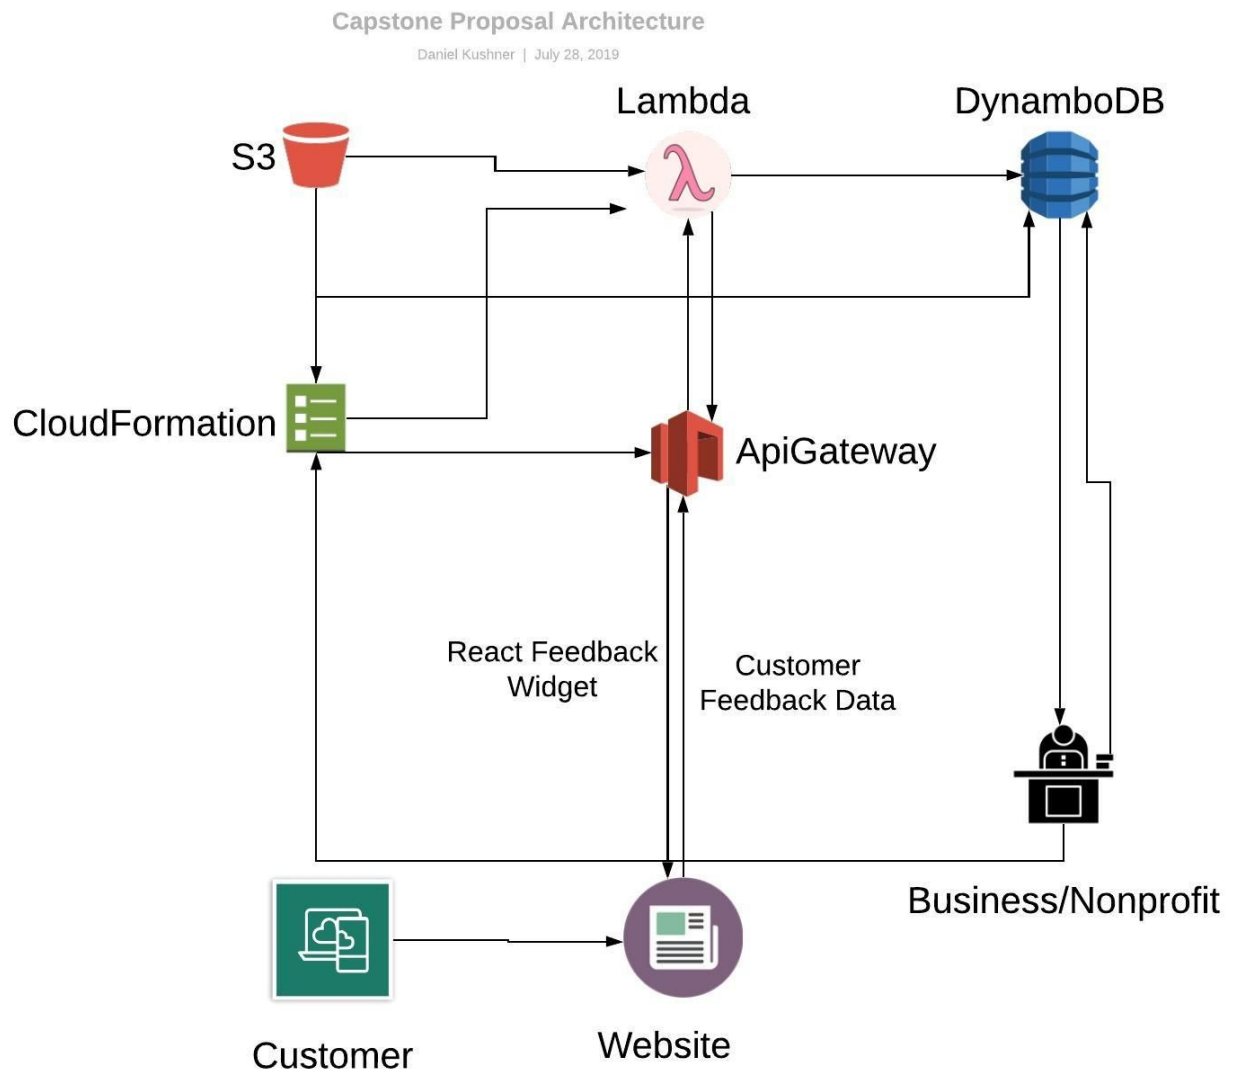 Capstone Proposal Architecture
Daniel Kushner | July 28, 2019
Lambda
DynamboDB
S3
λ
CloudFormation
ApiGateway
React Feedback
Widget
Customer
Feedback Data
Business/Nonprofit
Customer
Website